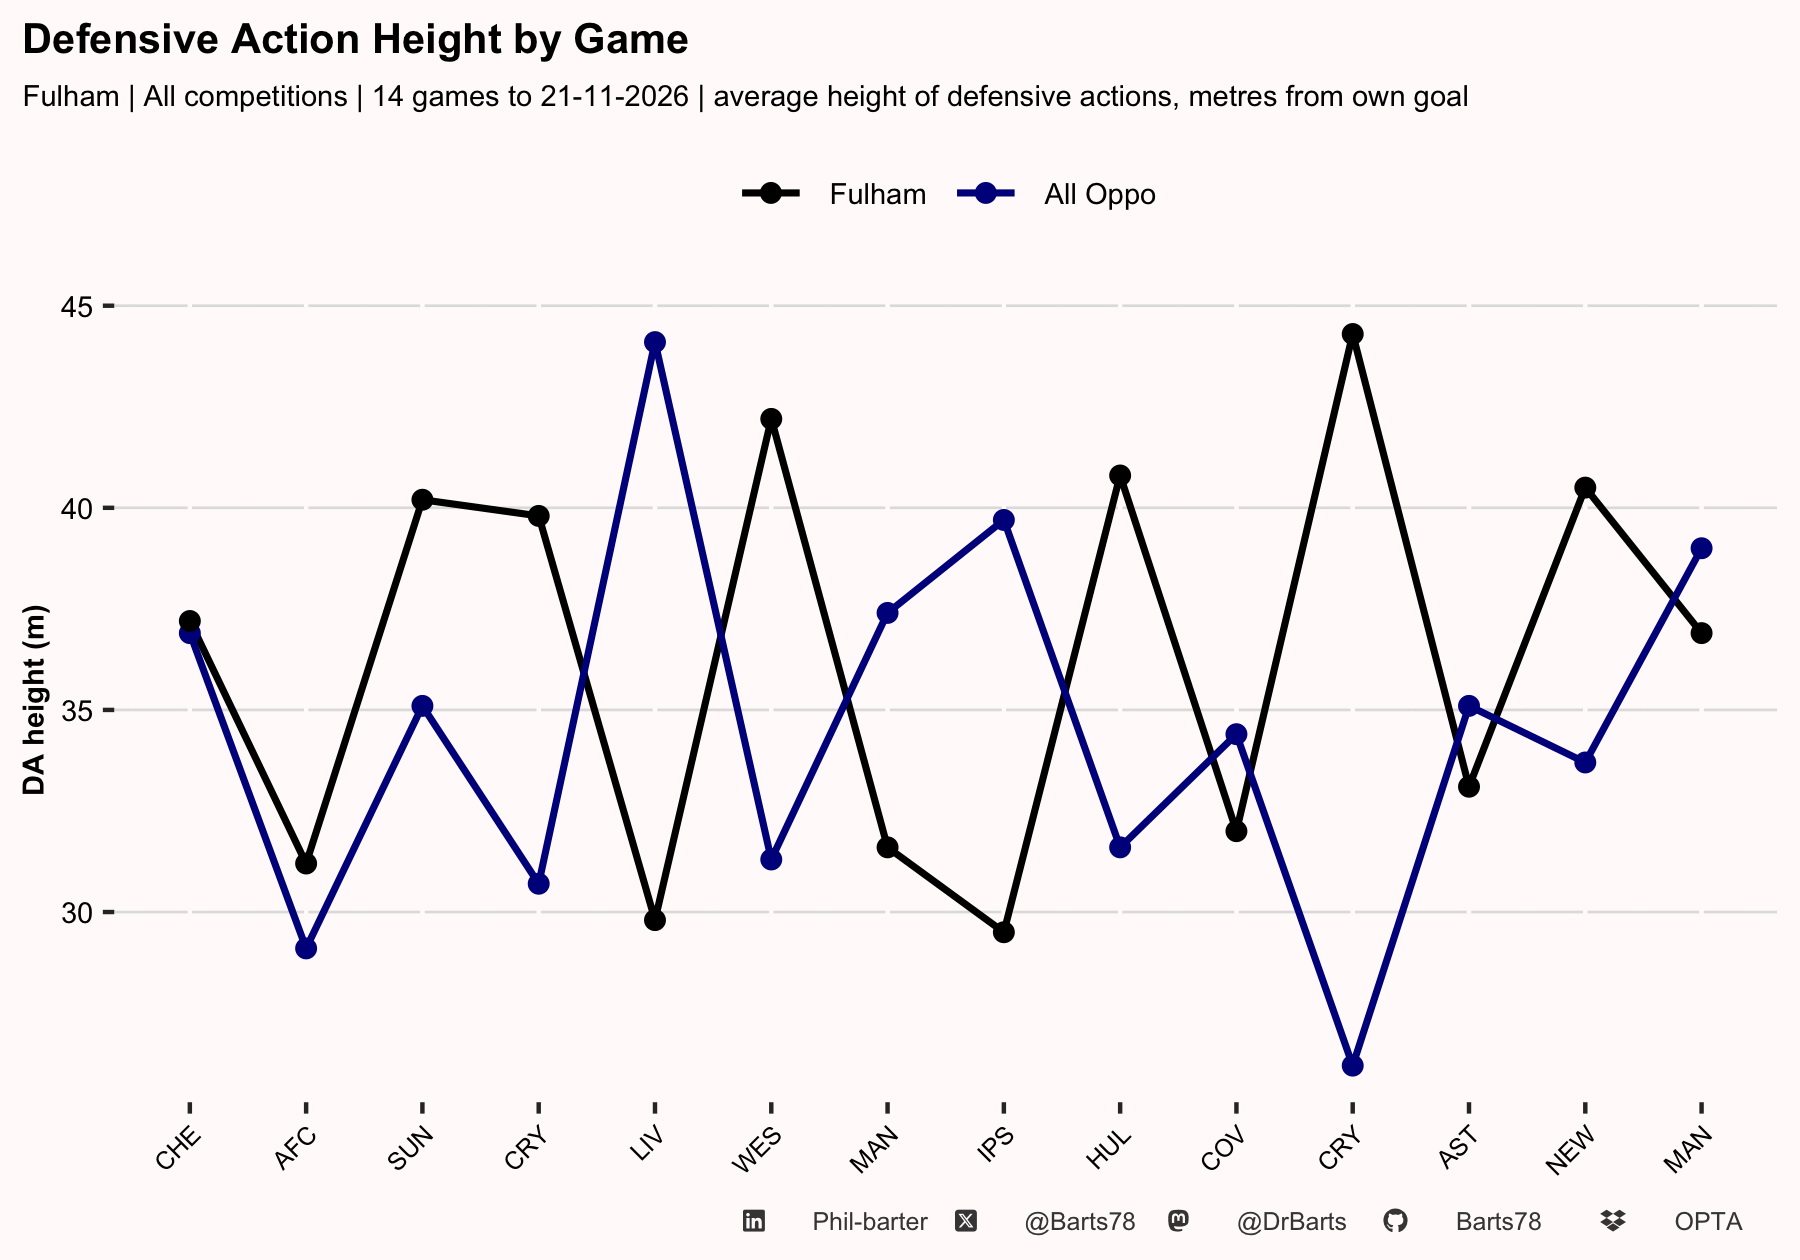 Defensive Action Height by Game
Fulham | All competitions | 14 games to 21-11-2026 | average height of defensive actions, metres from own goal
Fulham All Oppo
45
40
35
30
DA height (m)
CHE AFC SUN CRY LIV WES MAN IPS HUL COV CRY AST NEW MAN
Phil-barter @Barts78 @DrBarts Barts78 OPTA